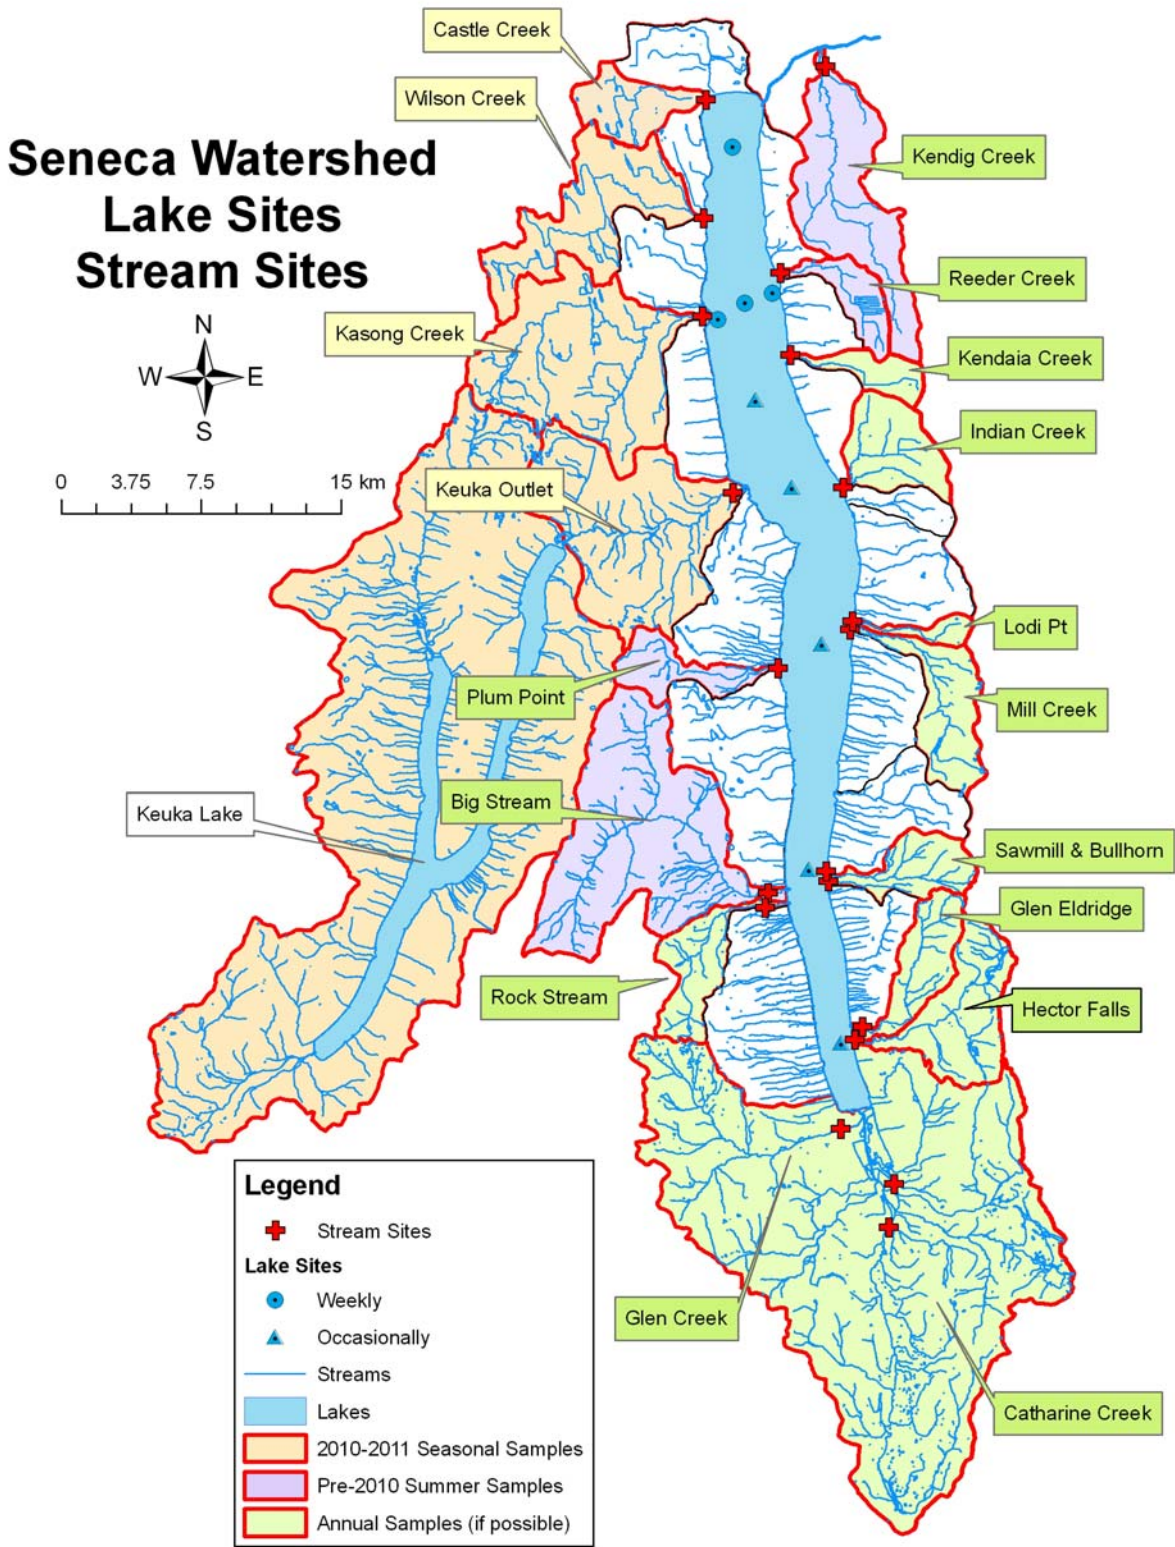 Castle Creek
Wilson Creek
Seneca Watershed
Lake Sites
Stream Sites
Kendig Creek
Reeder Creek
N
W E
S
Kasong Creek
Kendaia Creek
Indian Creek
0 3.75 7.5 15 km
Keuka Outlet
Lodi Pt
Plum Point
Mill Creek
Keuka Lake
Big Stream
Sawmill & Bullhorn
Glen Eldridge
Rock Stream
Hector Falls
Legend
Stream Sites
Lake Sites
Weekly
Occasionally
Streams
Lakes
2010-2011 Seasonal Samples
Pre-2010 Summer Samples
Annual Samples (if possible)
Glen Creek
Catharine Creek